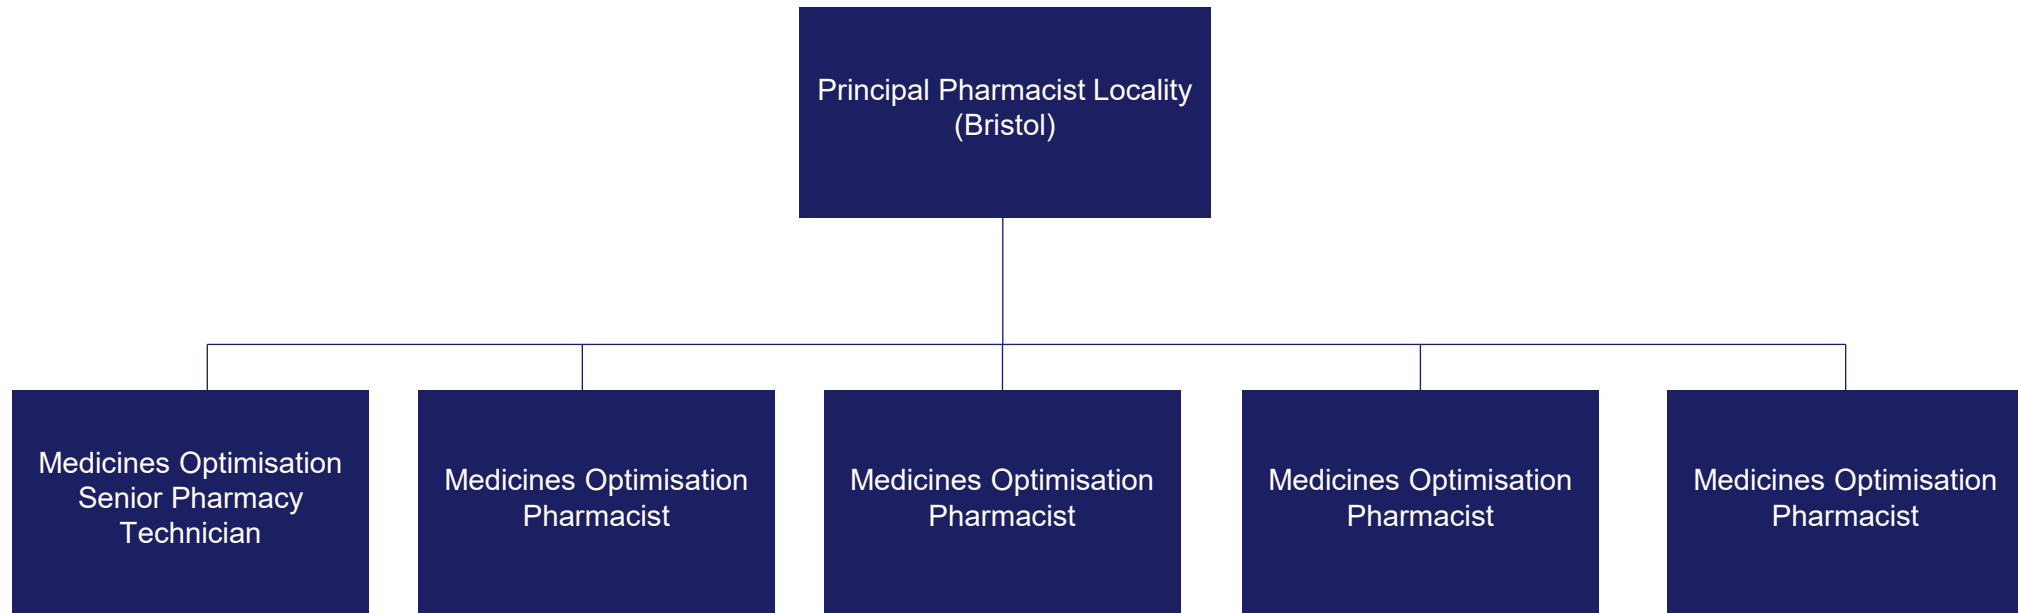 Principal Pharmacist Locality
(Bristol)
Medicines Optimisation
Senior Pharmacy
Technician
Medicines Optimisation
Pharmacist
Medicines Optimisation
Pharmacist
Medicines Optimisation
Pharmacist
Medicines Optimisation
Pharmacist